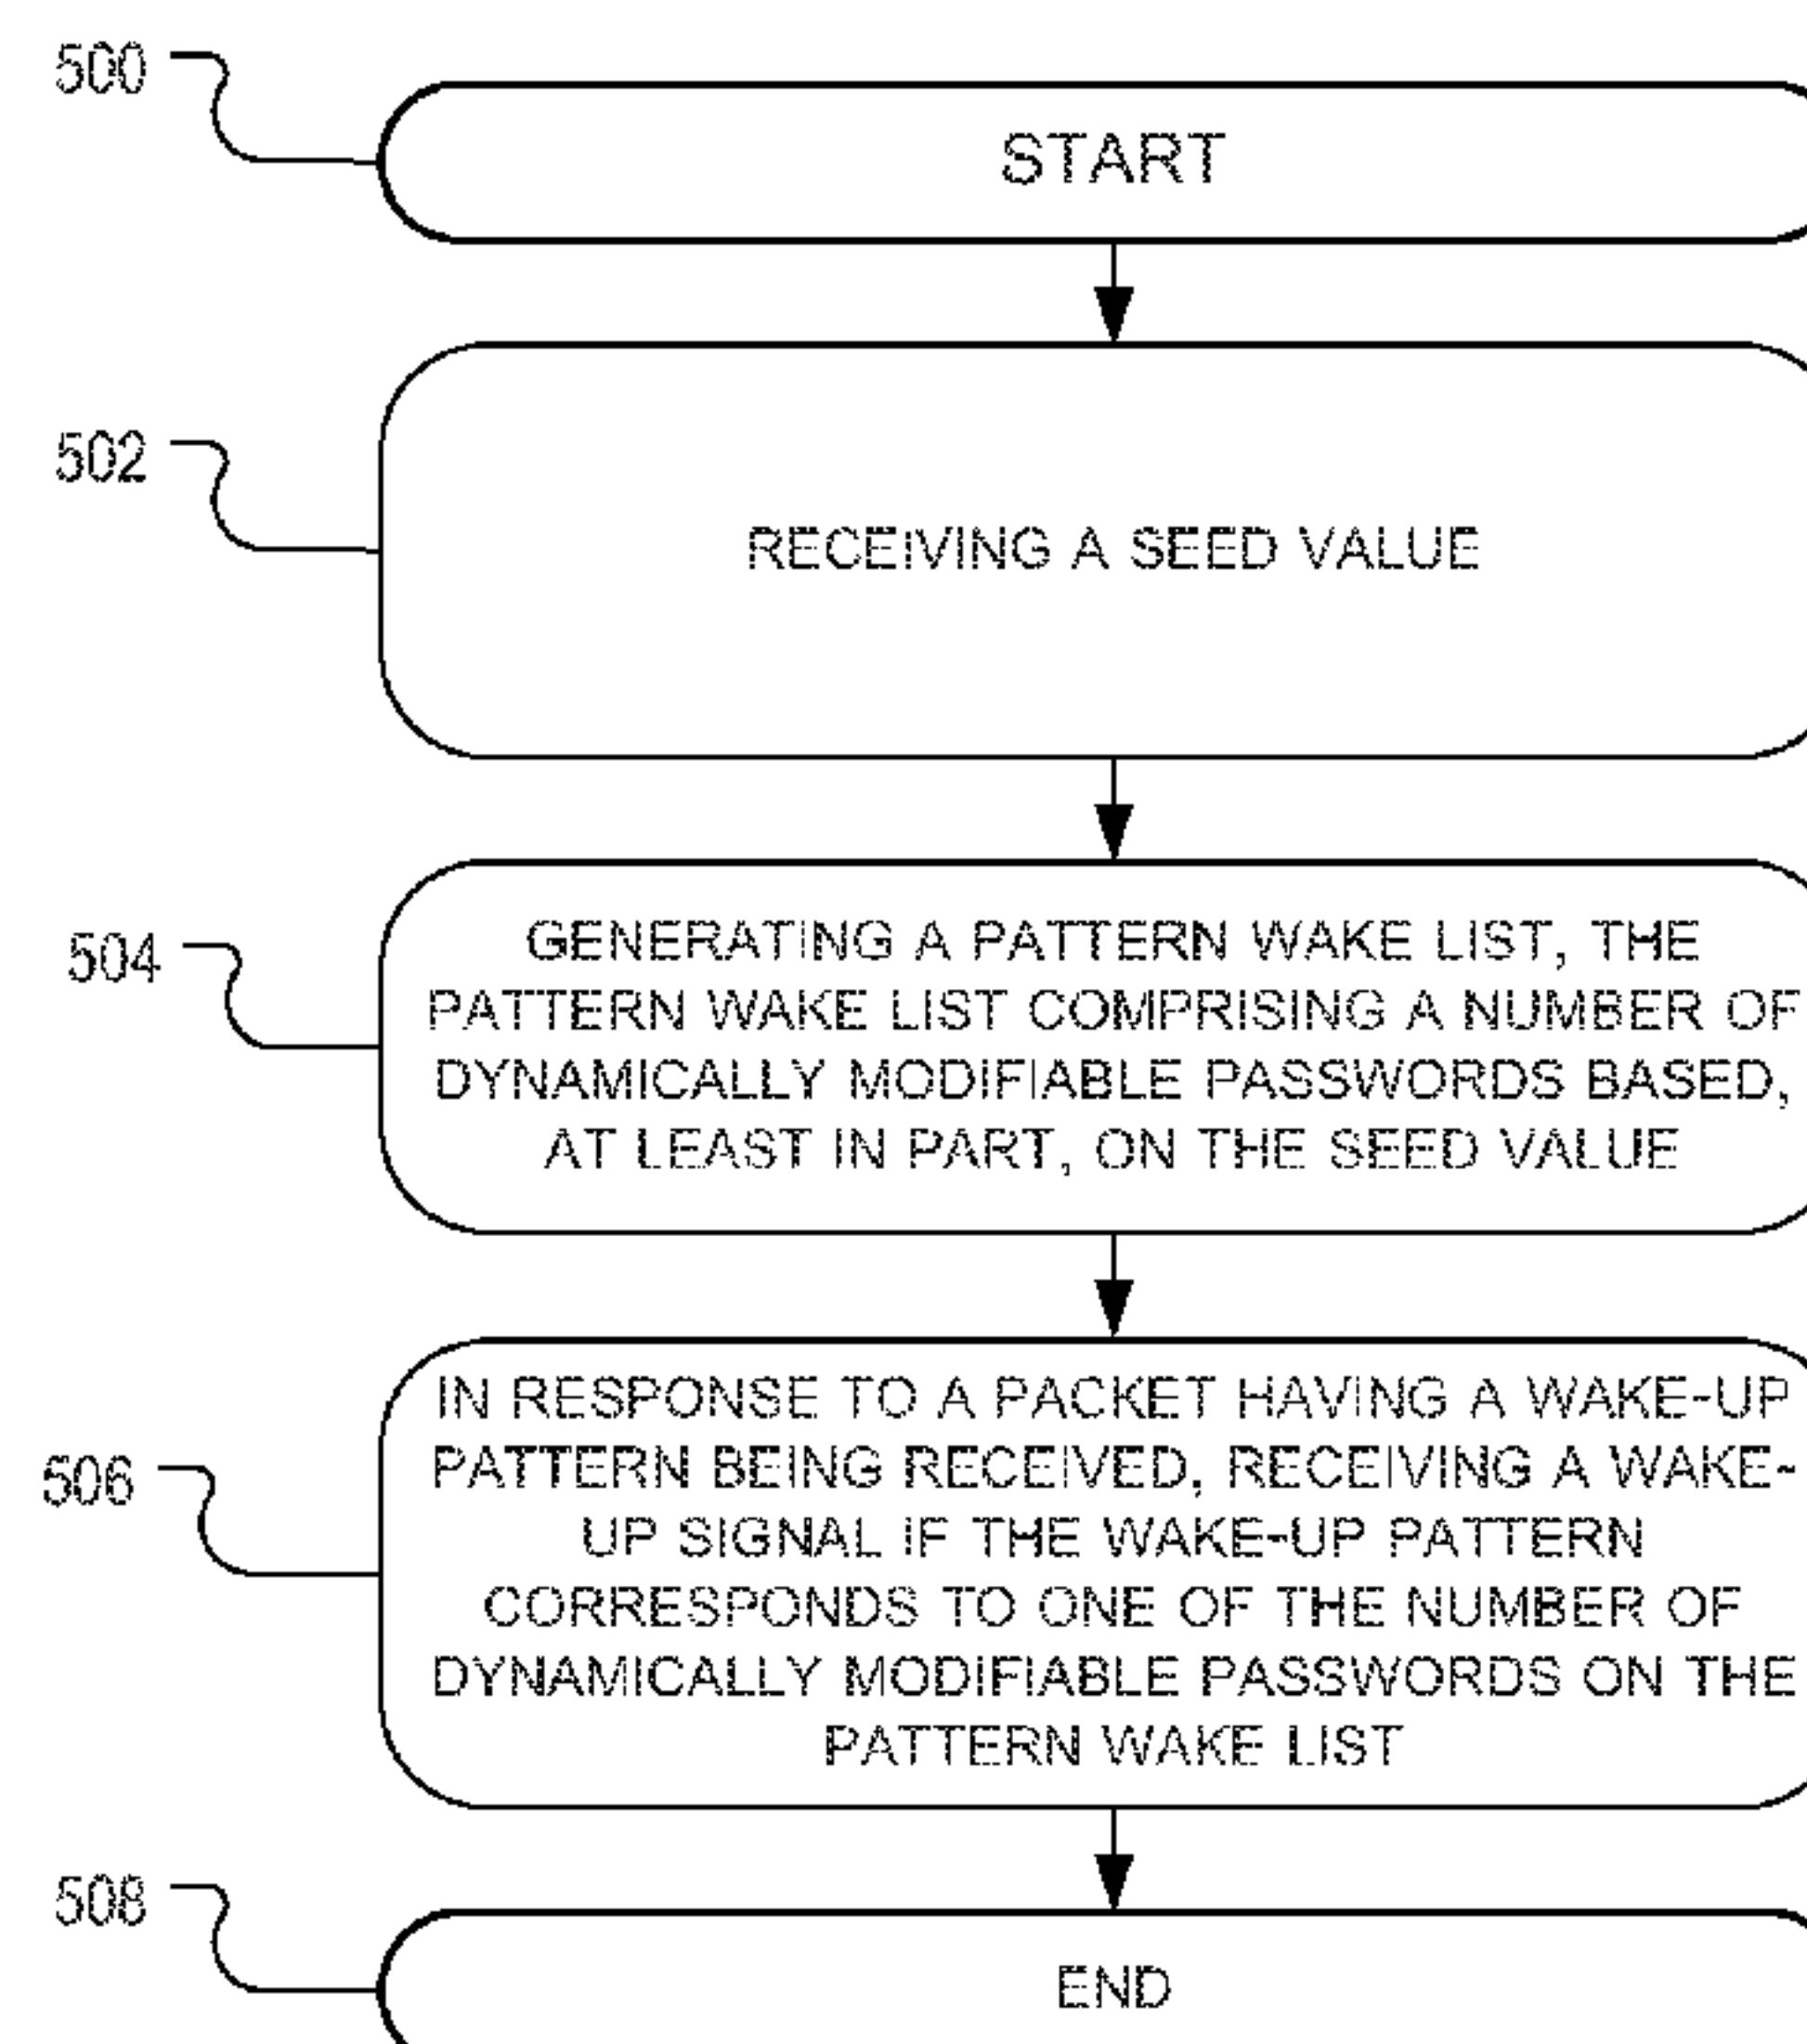 500
START
502
RECEIVING A SEED VALUE
504
GENERATING A PATTERN WAKE LIST, THE
PATTERN WAKE LIST COMPRISING A NUMBER OF
DYNAMICALLY MODIFIABLE PASSWORDS BASED,
AT LEAST IN PART, ON THE SEED VALUE
506
IN RESPONSE TO A PACKET HAVING A WAKE-UP
PATTERN BEING RECEIVED, RECEIVING A WAKE-
UP SIGNAL IF THE WAKE-UP PATTERN
CORRESPONDS TO ONE OF THE NUMBER OF
DYNAMICALLY MODIFIABLE PASSWORDS ON THE
PATTERN WAKE LIST
508
END